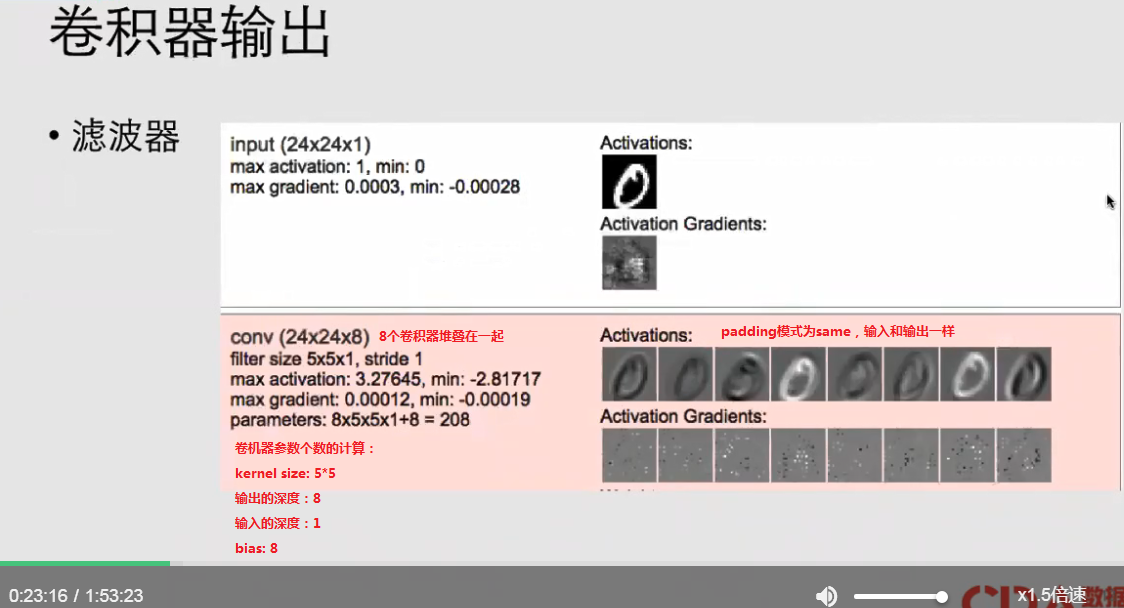 卷积器输出
• 滤波器
input (24x24x1)
max activation: 1, min: 0
max gradient: 0.0003, min: -0.00028
Activations:
Activation Gradients:
conv (24x24x8) 8个卷积器堆叠在一起
filter size 5x5x1, stride 1
max activation: 3.27645, min: -2.81717
max gradient: 0.00012, min: -0.00019
parameters: 8x5x5x1+8 = 208
Activations: padding模式为same，输入和输出一样
Activation Gradients:
卷机器参数个数的计算：
kernel size: 5*5
输出的深度：8
输入的深度：1
bias: 8
0:23:16 / 1:53:23
x1.5倍速
数据